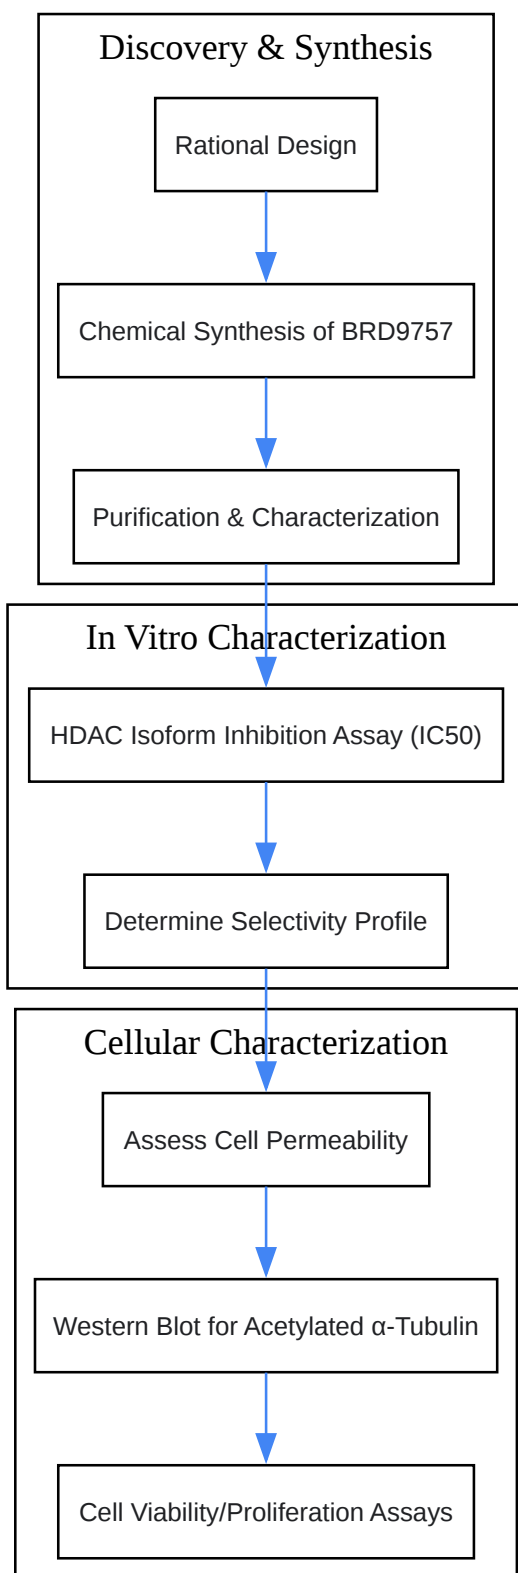 Discovery & Synthesis
Rational Design
Chemical Synthesis of BRD9757
Purification & Characterization
In Vitro Characterization
HDAC Isoform Inhibition Assay (IC50)
Determine Selectivity Profile
Cellular Characterization
Assess Cell Permeability
Western Blot for Acetylated α-Tubulin
Cell Viability/Proliferation Assays